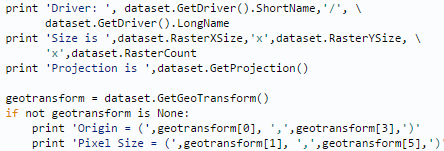 print 'Driver: ', dataset.GetDriver().ShortName,'/', \
dataset.GetDriver().LongName
print 'Size is ',dataset.RasterXSize,'x',dataset.RasterYSize, \
'x',dataset.RasterCount
print 'Projection is ',dataset.GetProjection()
geotransform = dataset.GetGeoTransform()
if not geotransform is None:
print 'Origin = (',geotransform[0], ',',geotransform[3],')'
print 'Pixel Size = (',geotransform[1], ',',geotransform[5],')'